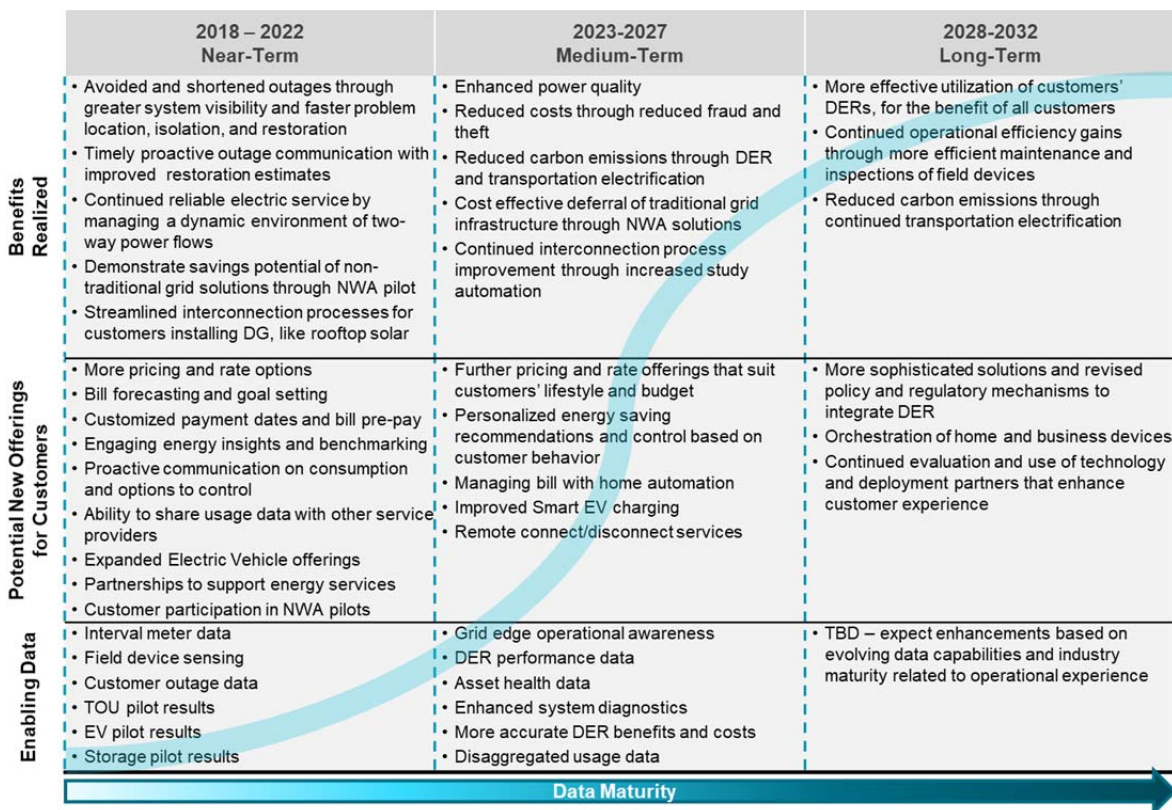 2018 – 2022
Near-Term
2023-2027
Medium-Term
2028-2032
Long-Term
Benefits
Realized
• Avoided and shortened outages through
greater system visibility and faster problem
location, isolation, and restoration
• Timely proactive outage communication with
improved restoration estimates
• Continued reliable electric service by
managing a dynamic environment of two-
way power flows
• Demonstrate savings potential of non-
traditional grid solutions through NWA pilot
• Streamlined interconnection processes for
customers installing DG, like rooftop solar
• Enhanced power quality
• Reduced costs through reduced fraud and
theft
• Reduced carbon emissions through DER
and transportation electrification
• Cost effective deferral of traditional grid
infrastructure through NWA solutions
• Continued interconnection process
improvement through increased study
automation
• More effective utilization of customers'
DERs, for the benefit of all customers
• Continued operational efficiency gains
through more efficient maintenance and
inspections of field devices
• Reduced carbon emissions through
continued transportation electrification
Potential New Offerings
for Customers
• More pricing and rate options
• Bill forecasting and goal setting
• Customized payment dates and bill pre-pay
• Engaging energy insights and benchmarking
• Proactive communication on consumption
and options to control
• Ability to share usage data with other service
providers
• Expanded Electric Vehicle offerings
• Partnerships to support energy services
• Customer participation in NWA pilots
• Further pricing and rate offerings that suit
customers' lifestyle and budget
• Personalized energy saving
recommendations and control based on
customer behavior
• Managing bill with home automation
• Improved Smart EV charging
• Remote connect/disconnect services
• More sophisticated solutions and revised
policy and regulatory mechanisms to
integrate DER
• Orchestration of home and business devices
• Continued evaluation and use of technology
and deployment partners that enhance
customer experience
Enabling Data
• Interval meter data
• Field device sensing
• Customer outage data
• TOU pilot results
• EV pilot results
• Storage pilot results
• Grid edge operational awareness
• DER performance data
• Asset health data
• Enhanced system diagnostics
• More accurate DER benefits and costs
• Disaggregated usage data
• TBD – expect enhancements based on
evolving data capabilities and industry
maturity related to operational experience
Data Maturity